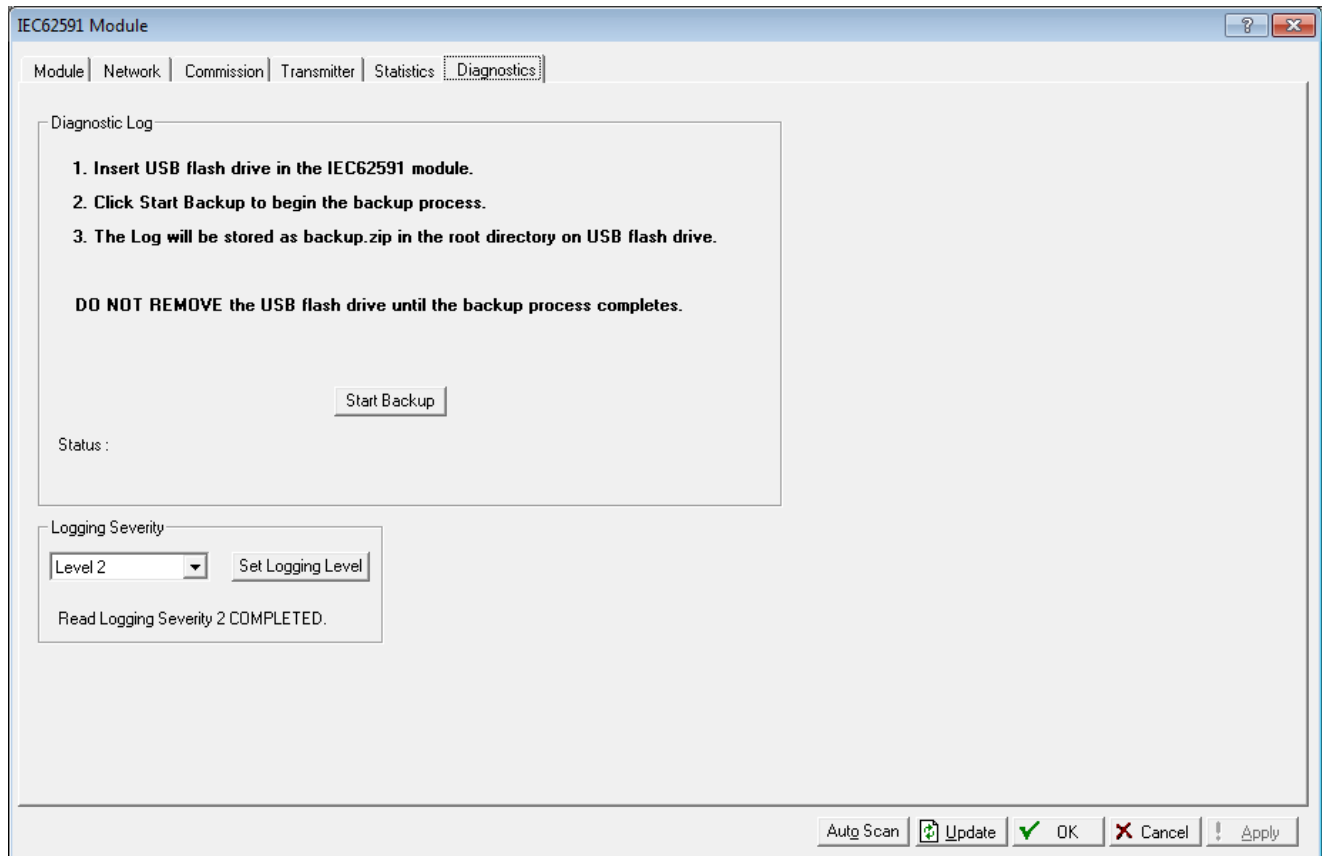 IEC62591 Module
?
Module Network Commission Transmitter Statistics Diagnostics
Diagnostic Log
1. Insert USB flash drive in the IEC62591 module.
2. Click Start Backup to begin the backup process.
3. The Log will be stored as backup.zip in the root directory on USB flash drive.
DO NOT REMOVE the USB flash drive until the backup process completes.
Start Backup
Status :
Logging Severity
Level 2 Set Logging Level
Read Logging Severity 2 COMPLETED.
Auto Scan Update OK Cancel ! Apply